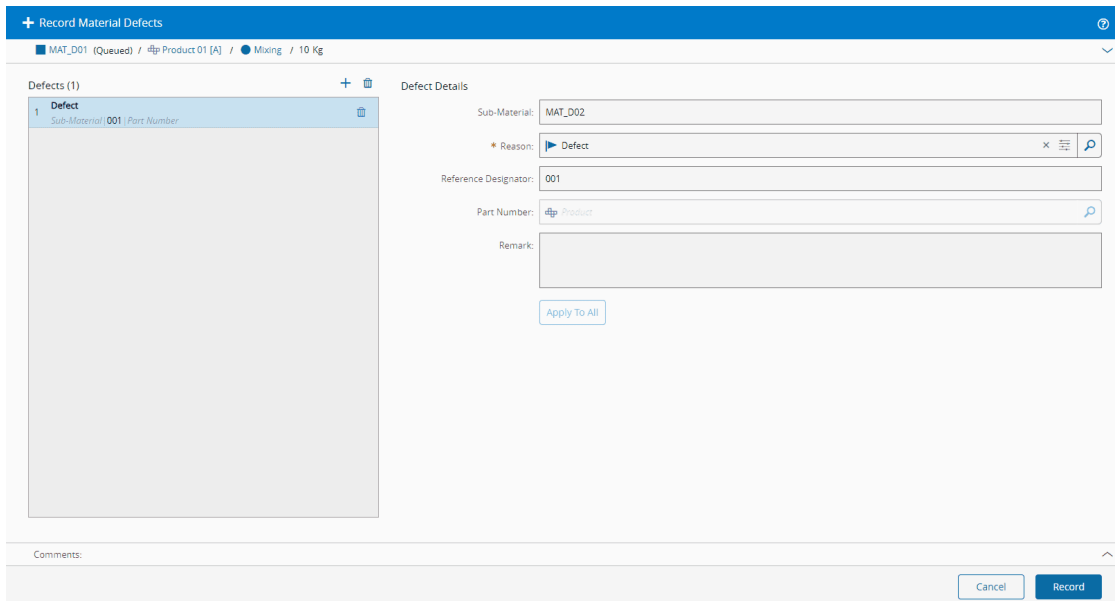 Record Material Defects
MAT_D01 (Queued) / Product 01 [A] / Mixing / 10 Kg
Defects (1)
1 Defect
Sub-Material|001|Part Number
Defect Details
Sub-Material: MAT_D02
* Reason: Defect
Reference Designator: 001
Part Number: Product
Remark:
Apply To All
Comments:
Cancel Record